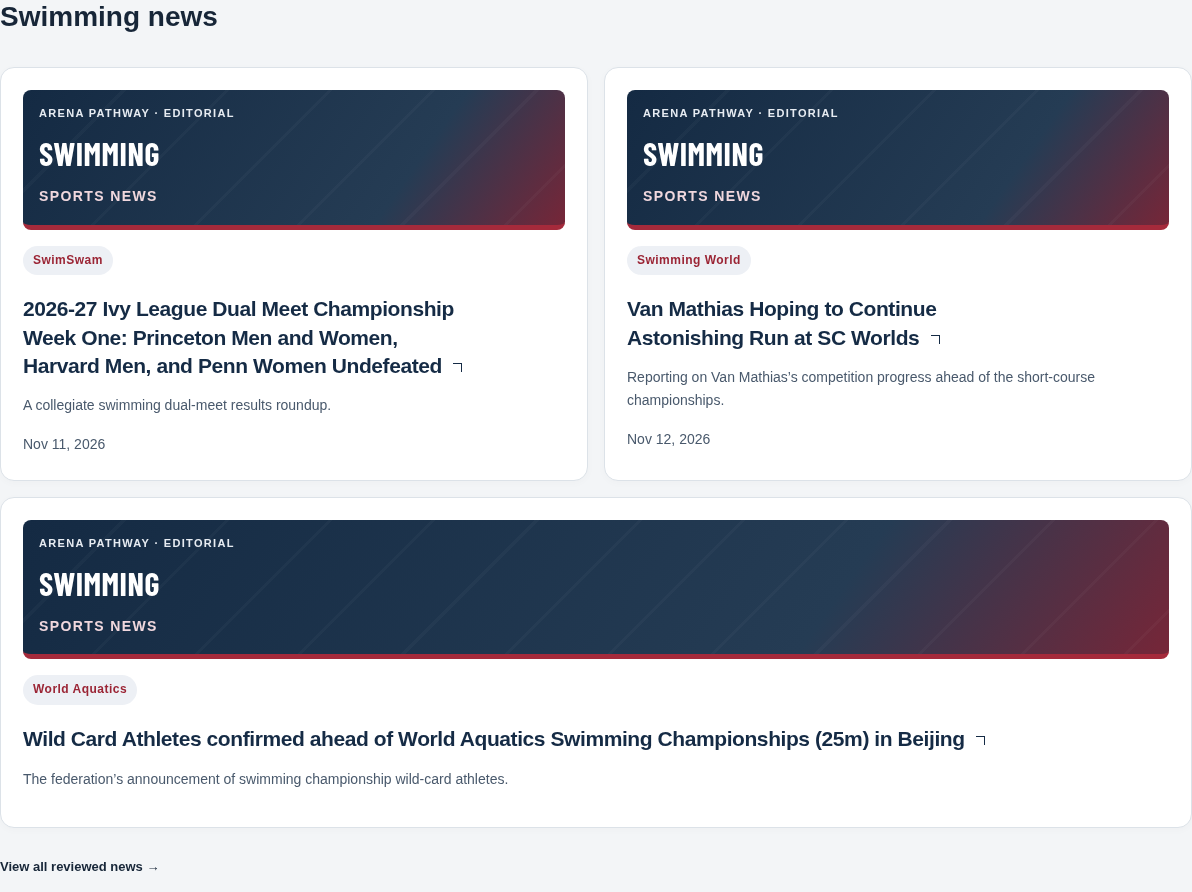 Swimming news
ARENA PATHWAY · EDITORIAL
SWIMMING
SPORTS NEWS
SwimSwam
2026-27 Ivy League Dual Meet Championship
Week One: Princeton Men and Women,
Harvard Men, and Penn Women Undefeated
A collegiate swimming dual-meet results roundup.
Nov 11, 2026
ARENA PATHWAY · EDITORIAL
SWIMMING
SPORTS NEWS
Swimming World
Van Mathias Hoping to Continue
Astonishing Run at SC Worlds
Reporting on Van Mathias’s competition progress ahead of the short-course
championships.
Nov 12, 2026
ARENA PATHWAY · EDITORIAL
SWIMMING
SPORTS NEWS
World Aquatics
Wild Card Athletes confirmed ahead of World Aquatics Swimming Championships (25m) in Beijing
The federation’s announcement of swimming championship wild-card athletes.
View all reviewed news →